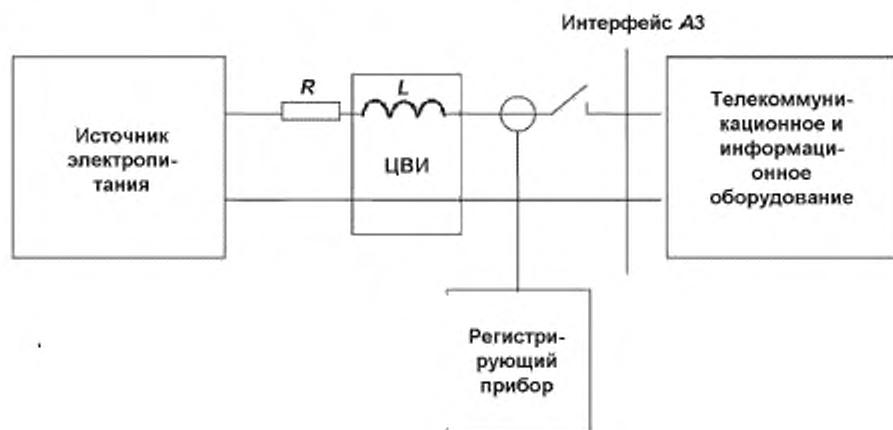 Интерфейс А3
R
L
Источник
электропи-
тания
ЦВИ
Телекоммуни-
кационное и
информаци-
онное
оборудование
Регистри-
рующий
прибор